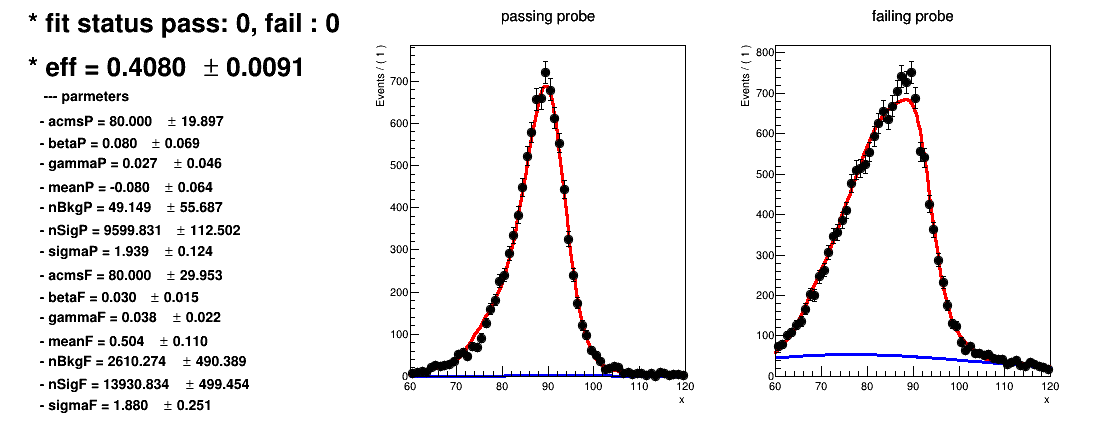 * fit status pass: 0, fail : 0
* eff = 0.4080 ± 0.0091
--- parmeters
- acmsP = 80.000 ± 19.897
- betaP = 0.080 ± 0.069
- gammaP = 0.027 ± 0.046
- meanP = -0.080 ± 0.064
- nBkgP = 49.149 ± 55.687
- nSigP = 9599.831 ± 112.502
- sigmaP = 1.939 ± 0.124
- acmsF = 80.000 ± 29.953
- betaF = 0.030 ± 0.015
- gammaF = 0.038 ± 0.022
- meanF = 0.504 ± 0.110
- nBkgF = 2610.274 ± 490.389
- nSigF = 13930.834 ± 499.454
- sigmaF = 1.880 ± 0.251
passing probe
Events / ( 1 )
700
600
500
400
300
200
100
0
60 70 80 90 100 110 120
x
failing probe
Events / ( 1 )
800
700
600
500
400
300
200
100
0
60 70 80 90 100 110 120
x